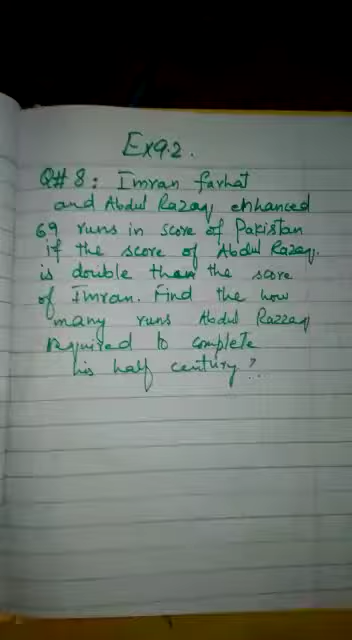 Ex9.2.
Q# 8: Imran farhat
and Abdul Razaq enhanced
69 runs in score of Pakistan
if the score of Abdul Razaq.
is double than the score
of Imran. Find the how
many runs Abdul Razzaq
required to complete
his half century?